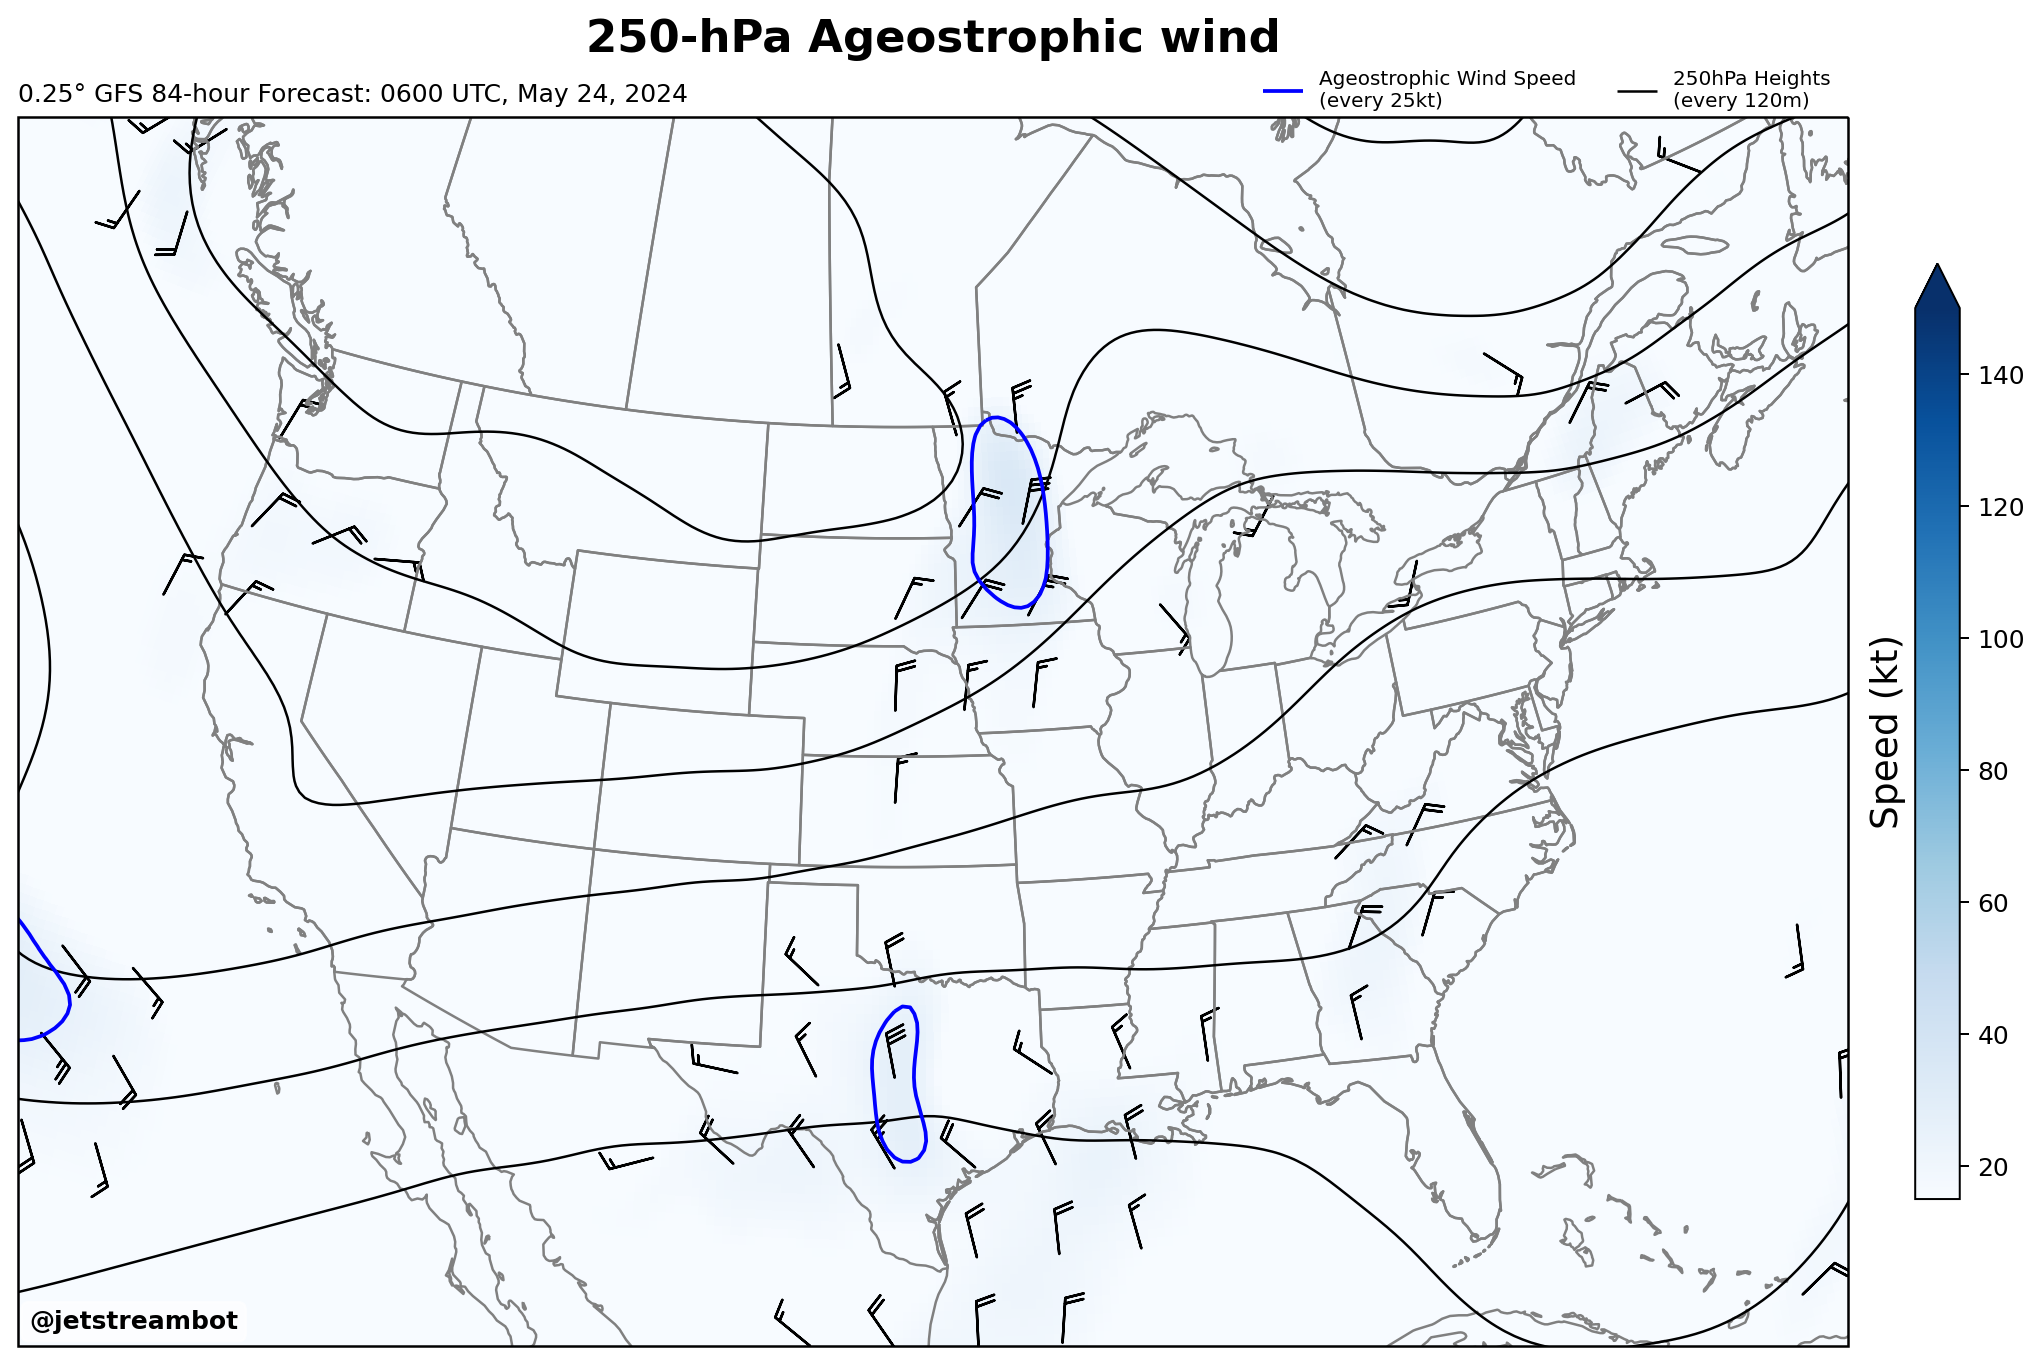 250-hPa Ageostrophic wind
0.25° GFS 84-hour Forecast: 0600 UTC, May 24, 2024
Ageostrophic Wind Speed
(every 25kt)
250hPa Heights
(every 120m)
140
120
100
80
60
40
20
Speed (kt)
@jetstreambot